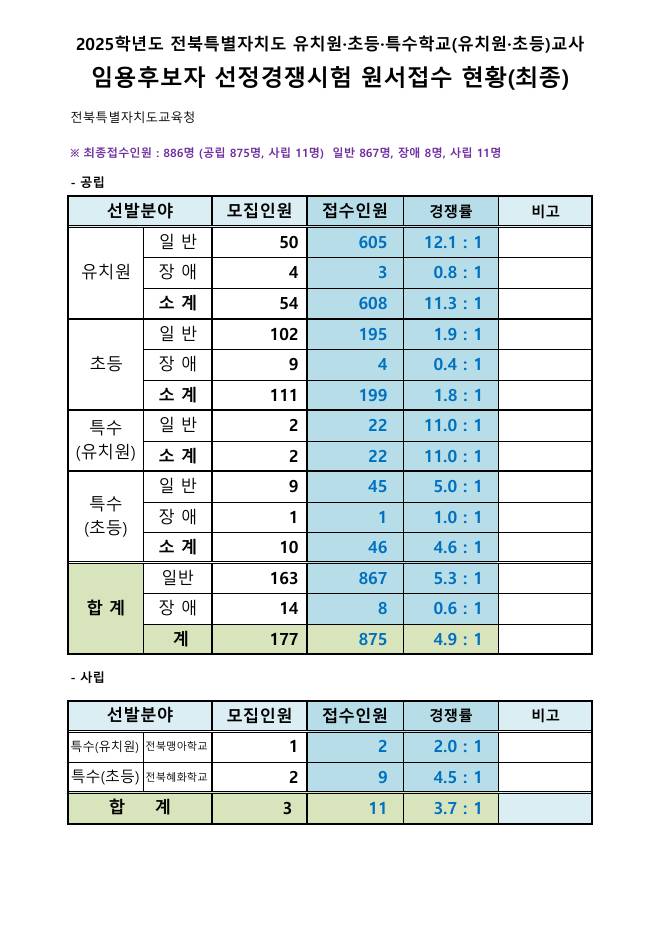 2025학년도 전북특별자치도 유치원·초등·특수학교(유치원·초등)교사
임용후보자 선정경쟁시험 원서접수 현황(최종)
전북특별자치도교육청
※ 최종접수인원 : 886명 (공립 875명, 사립 11명) 일반 867명, 장애 8명, 사립 11명
- 공립
선발분야 모집인원 접수인원 경쟁률 비고
유치원 일 반 50 605 12.1 : 1
장 애 4 3 0.8 : 1
소 계 54 608 11.3 : 1
초등 일 반 102 195 1.9 : 1
장 애 9 4 0.4 : 1
소 계 111 199 1.8 : 1
특수 (유치원) 일 반 2 22 11.0 : 1
소 계 2 22 11.0 : 1
특수 (초등) 일 반 9 45 5.0 : 1
장 애 1 1 1.0 : 1
소 계 10 46 4.6 : 1
합 계 일반 163 867 5.3 : 1
장 애 14 8 0.6 : 1
계 177 875 4.9 : 1
- 사립
선발분야 모집인원 접수인원 경쟁률 비고
특수(유치원) 전북맹아학교 1 2 2.0 : 1
특수(초등) 전북혜화학교 2 9 4.5 : 1
합 계 3 11 3.7 : 1